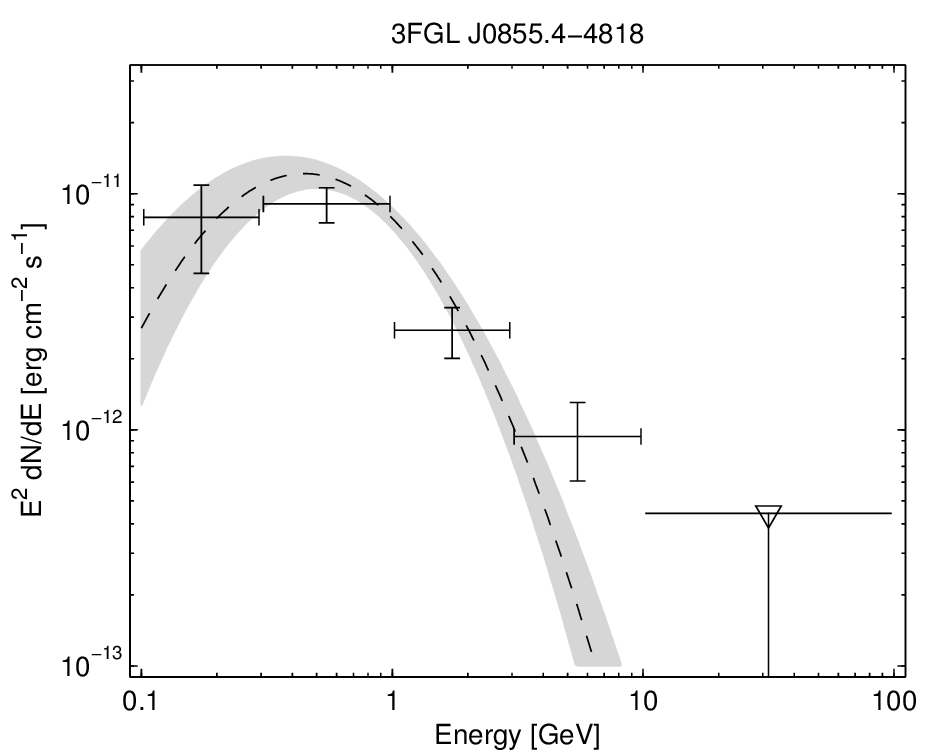 3FGL J0855.4−4818
10⁻¹¹
10⁻¹²
10⁻¹³
E² dN/dE [erg cm⁻² s⁻¹]
0.1 1 10 100
Energy [GeV]